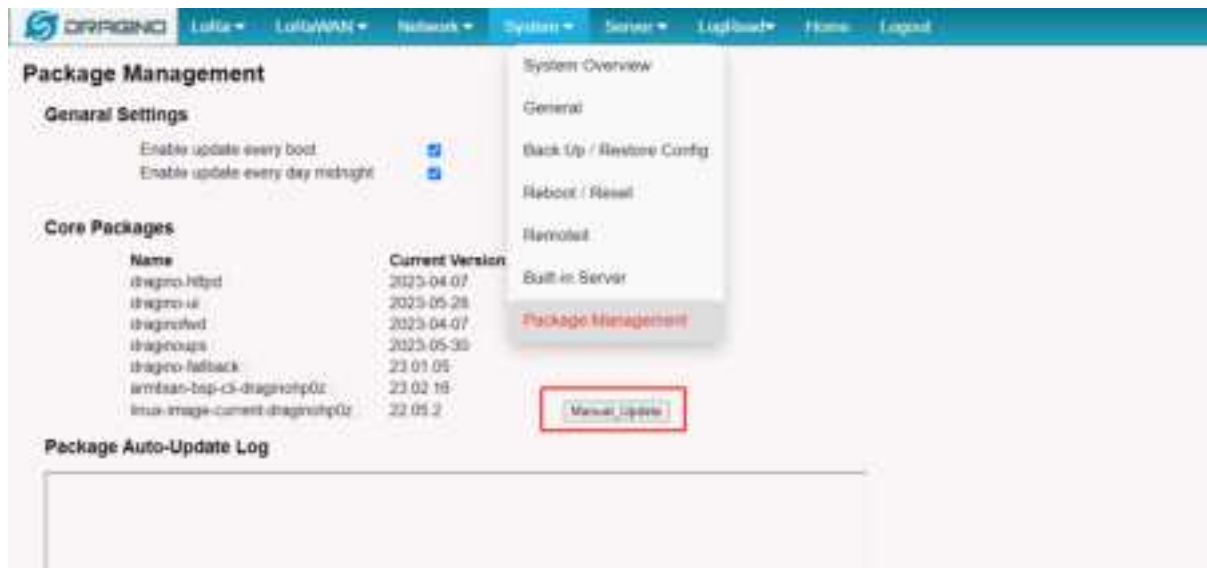 DRAGINO LoRa LoRaWAN Network System Server LogRead Home Logout
Package Management
Genaral Settings
Enable update every boot
Enable update every day midnight
System Overview
General
Back Up / Restore Config
Reboot / Reset
Remoteit
Built-in Server
Package Management
Core Packages
Name Current Version
dragino-httpd 2023-04-07
dragino-ui 2023-05-28
draginofwd 2023-04-07
draginoups 2023-05-30
dragino-fallback 23.01.05
armbian-bsp-cli-draginohp0z 23.02.16
linux-image-current-draginohp0z 22.05.2
Manual_Update
Package Auto-Update Log